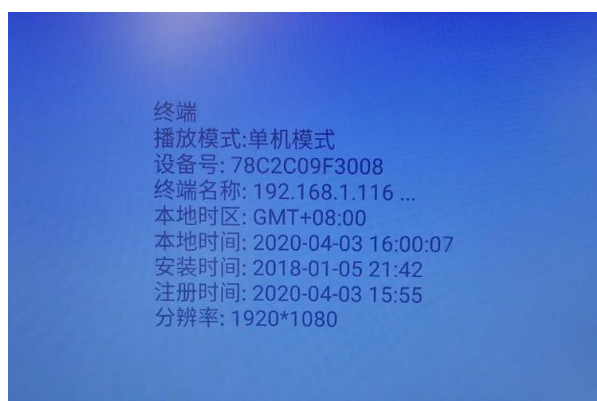 终端
播放模式:单机模式
设备号: 78C2C09F3008
终端名称: 192.168.1.116 ...
本地时区: GMT+08:00
本地时间: 2020-04-03 16:00:07
安装时间: 2018-01-05 21:42
注册时间: 2020-04-03 15:55
分辨率: 1920*1080